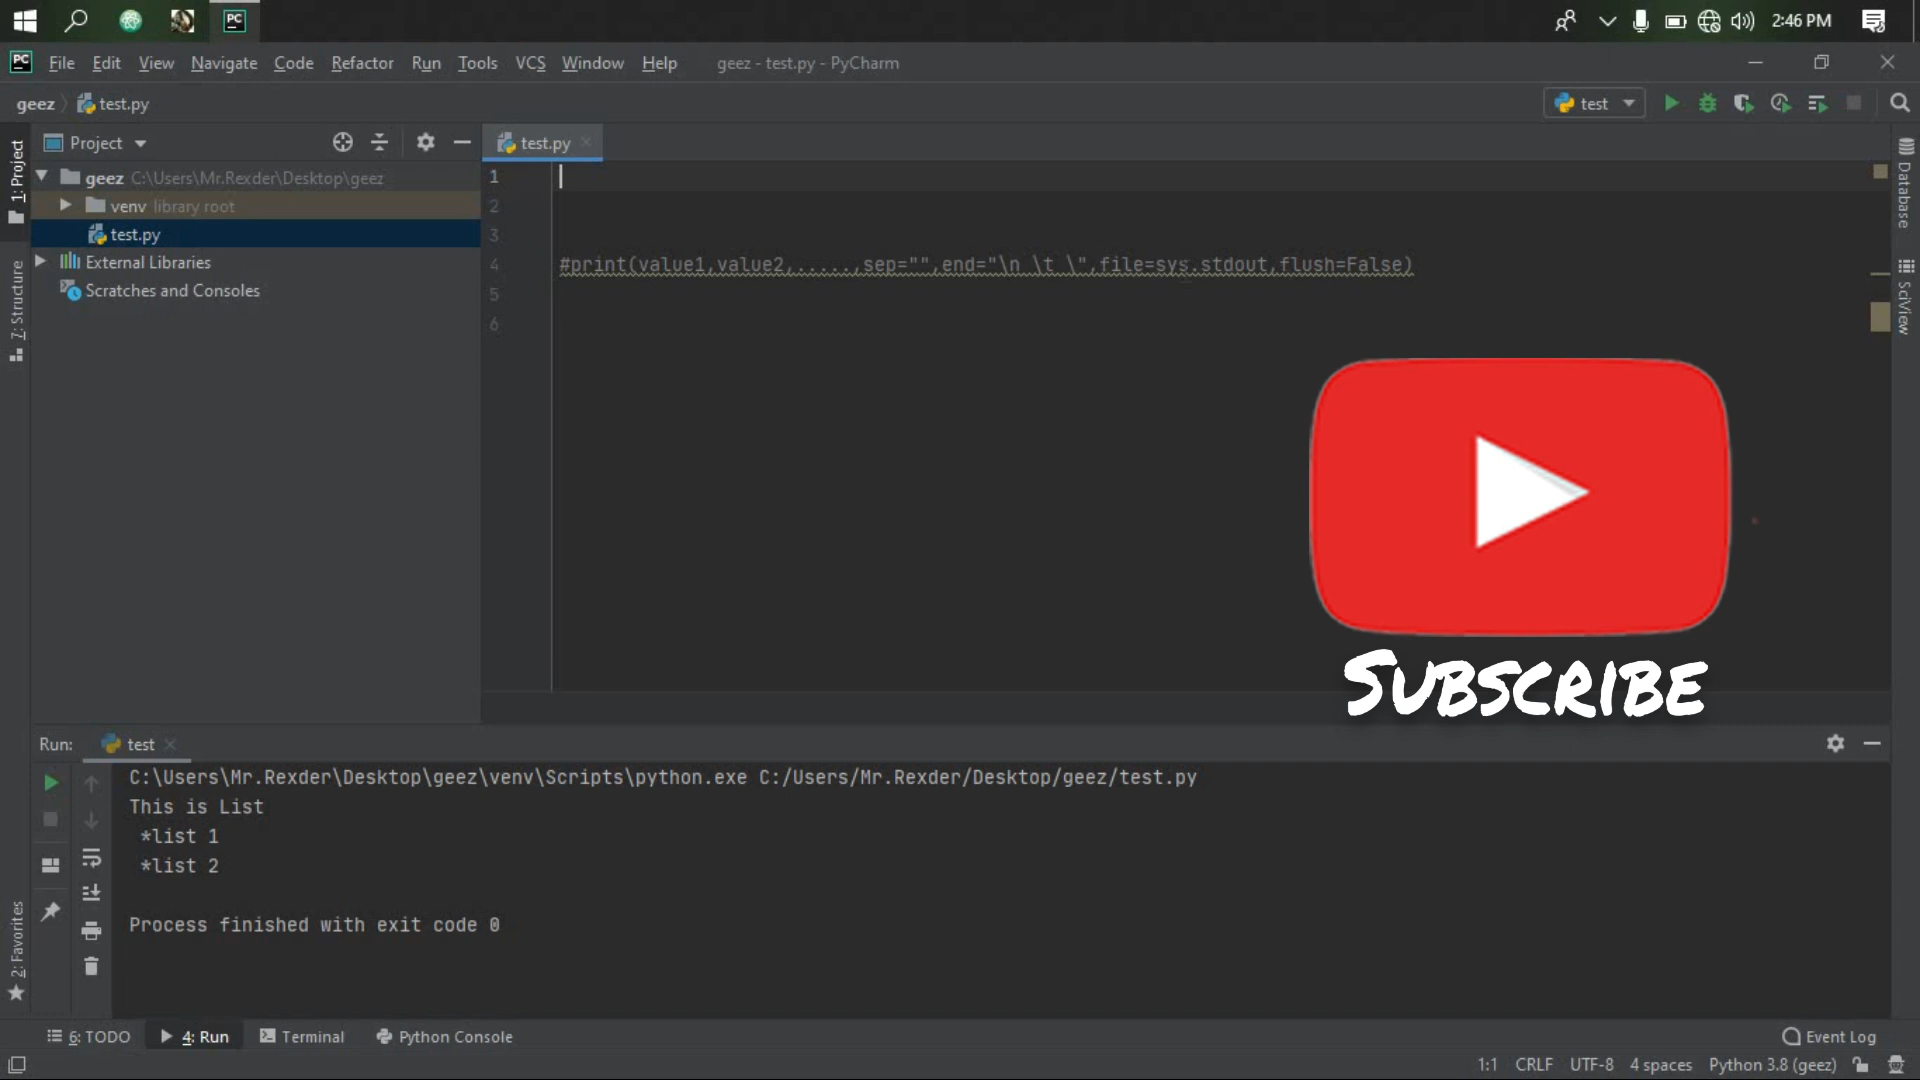 PC
2:46 PM
PC File Edit View Navigate Code Refactor Run Tools VCS Window Help geez - test.py - PyCharm
geez test.py
test
Project
test.py
1: Project
geez C:\Users\Mr.Rexder\Desktop\geez
venv library root
test.py
External Libraries
Scratches and Consoles
7: Structure
1
2
3
4 #print(value1,value2,.....,sep="",end="\n \t \",file=sys.stdout,flush=False)
5
6
Database
SciView
SUBSCRIBE
Run: test
C:\Users\Mr.Rexder\Desktop\geez\venv\Scripts\python.exe C:/Users/Mr.Rexder/Desktop/geez/test.py
This is List
*list 1
*list 2
Process finished with exit code 0
2: Favorites
6: TODO 4: Run Terminal Python Console Event Log
1:1 CRLF UTF-8 4 spaces Python 3.8 (geez)